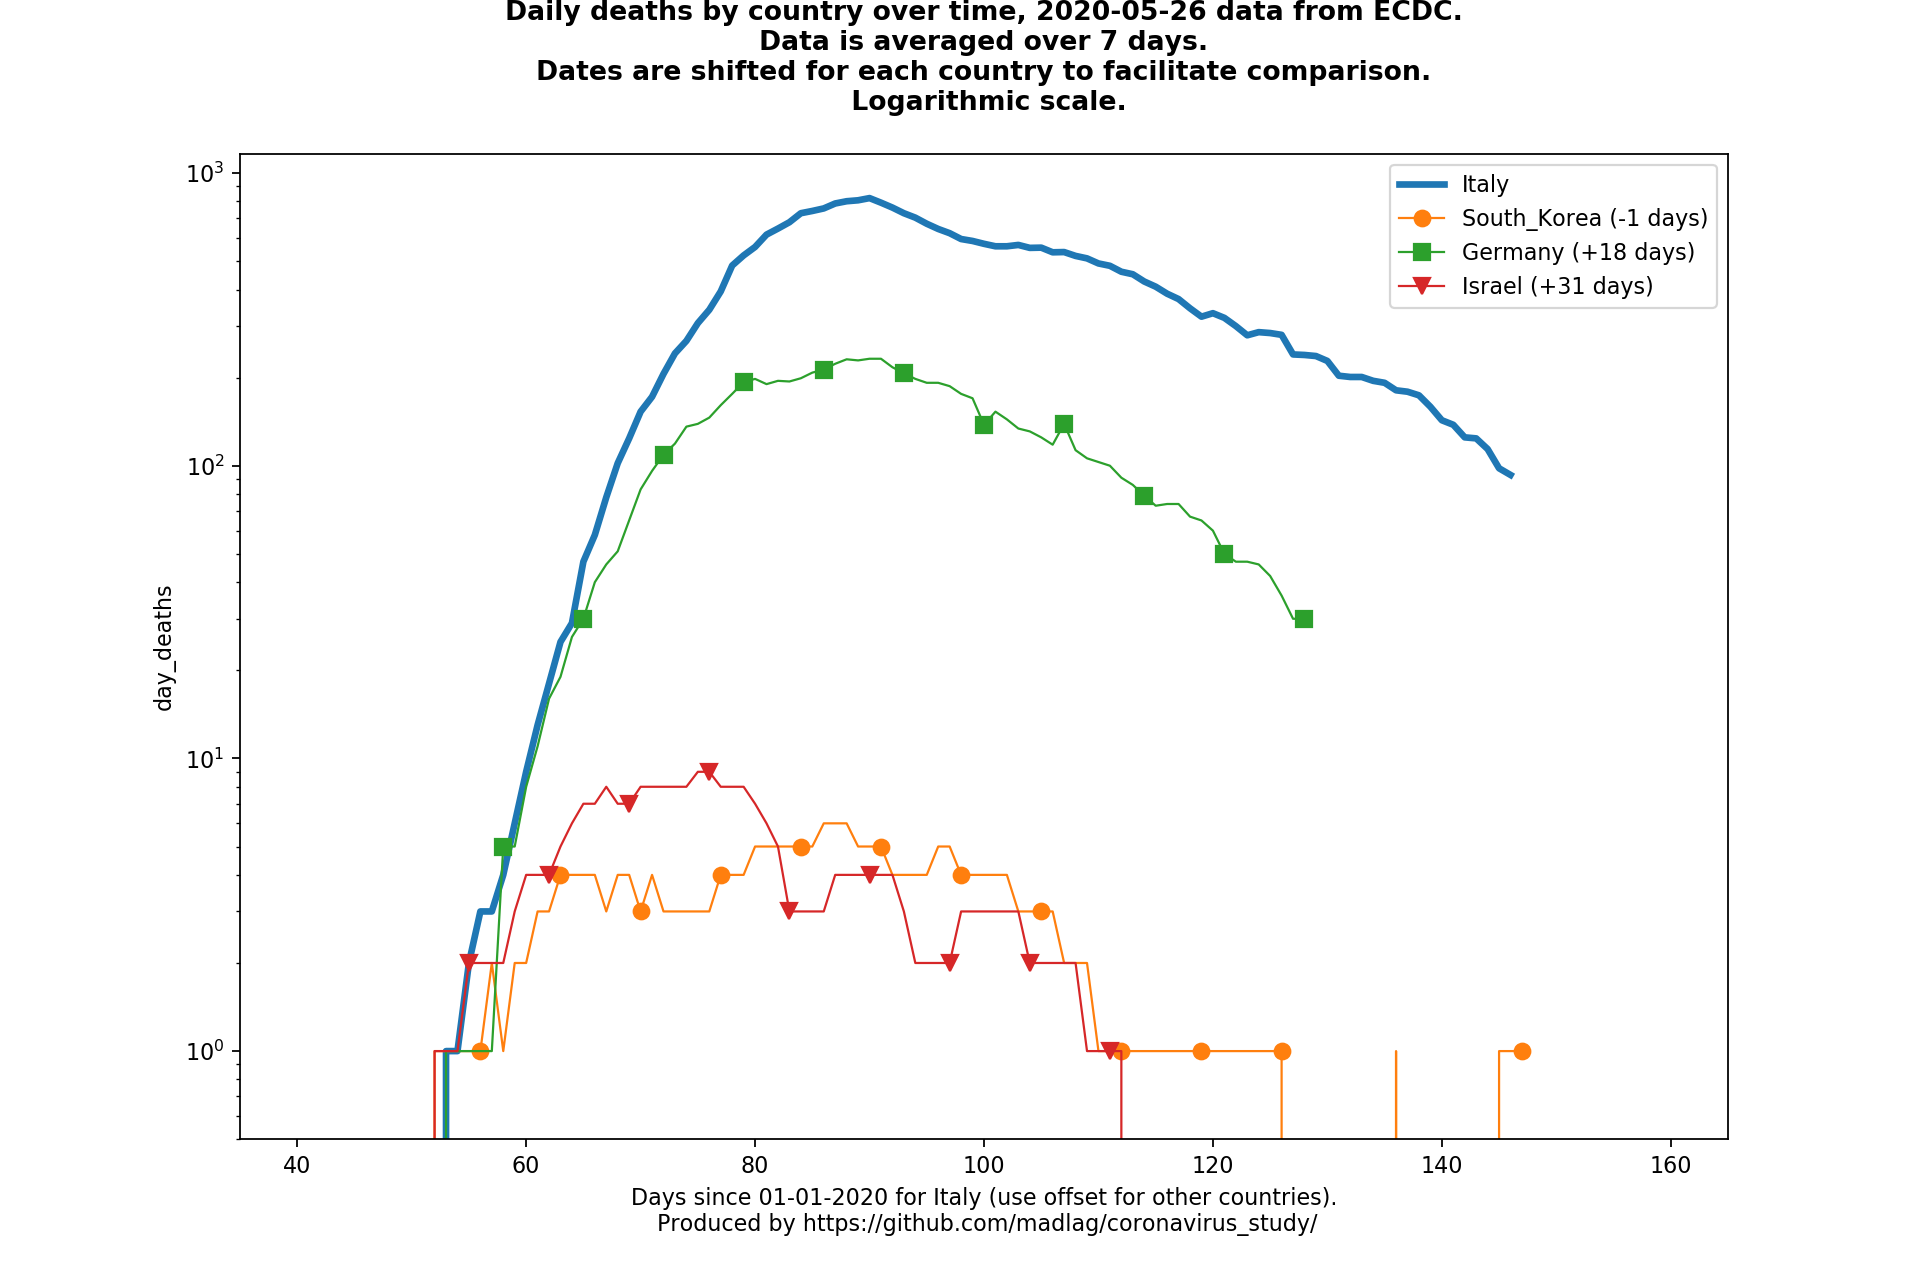 Daily deaths by country over time, 2020-05-26 data from ECDC.
Data is averaged over 7 days.
Dates are shifted for each country to facilitate comparison.
Logarithmic scale.
10³
10²
10¹
10⁰
day_deaths
Italy
South_Korea (-1 days)
Germany (+18 days)
Israel (+31 days)
40 60 80 100 120 140 160
Days since 01-01-2020 for Italy (use offset for other countries).
Produced by https://github.com/madlag/coronavirus_study/